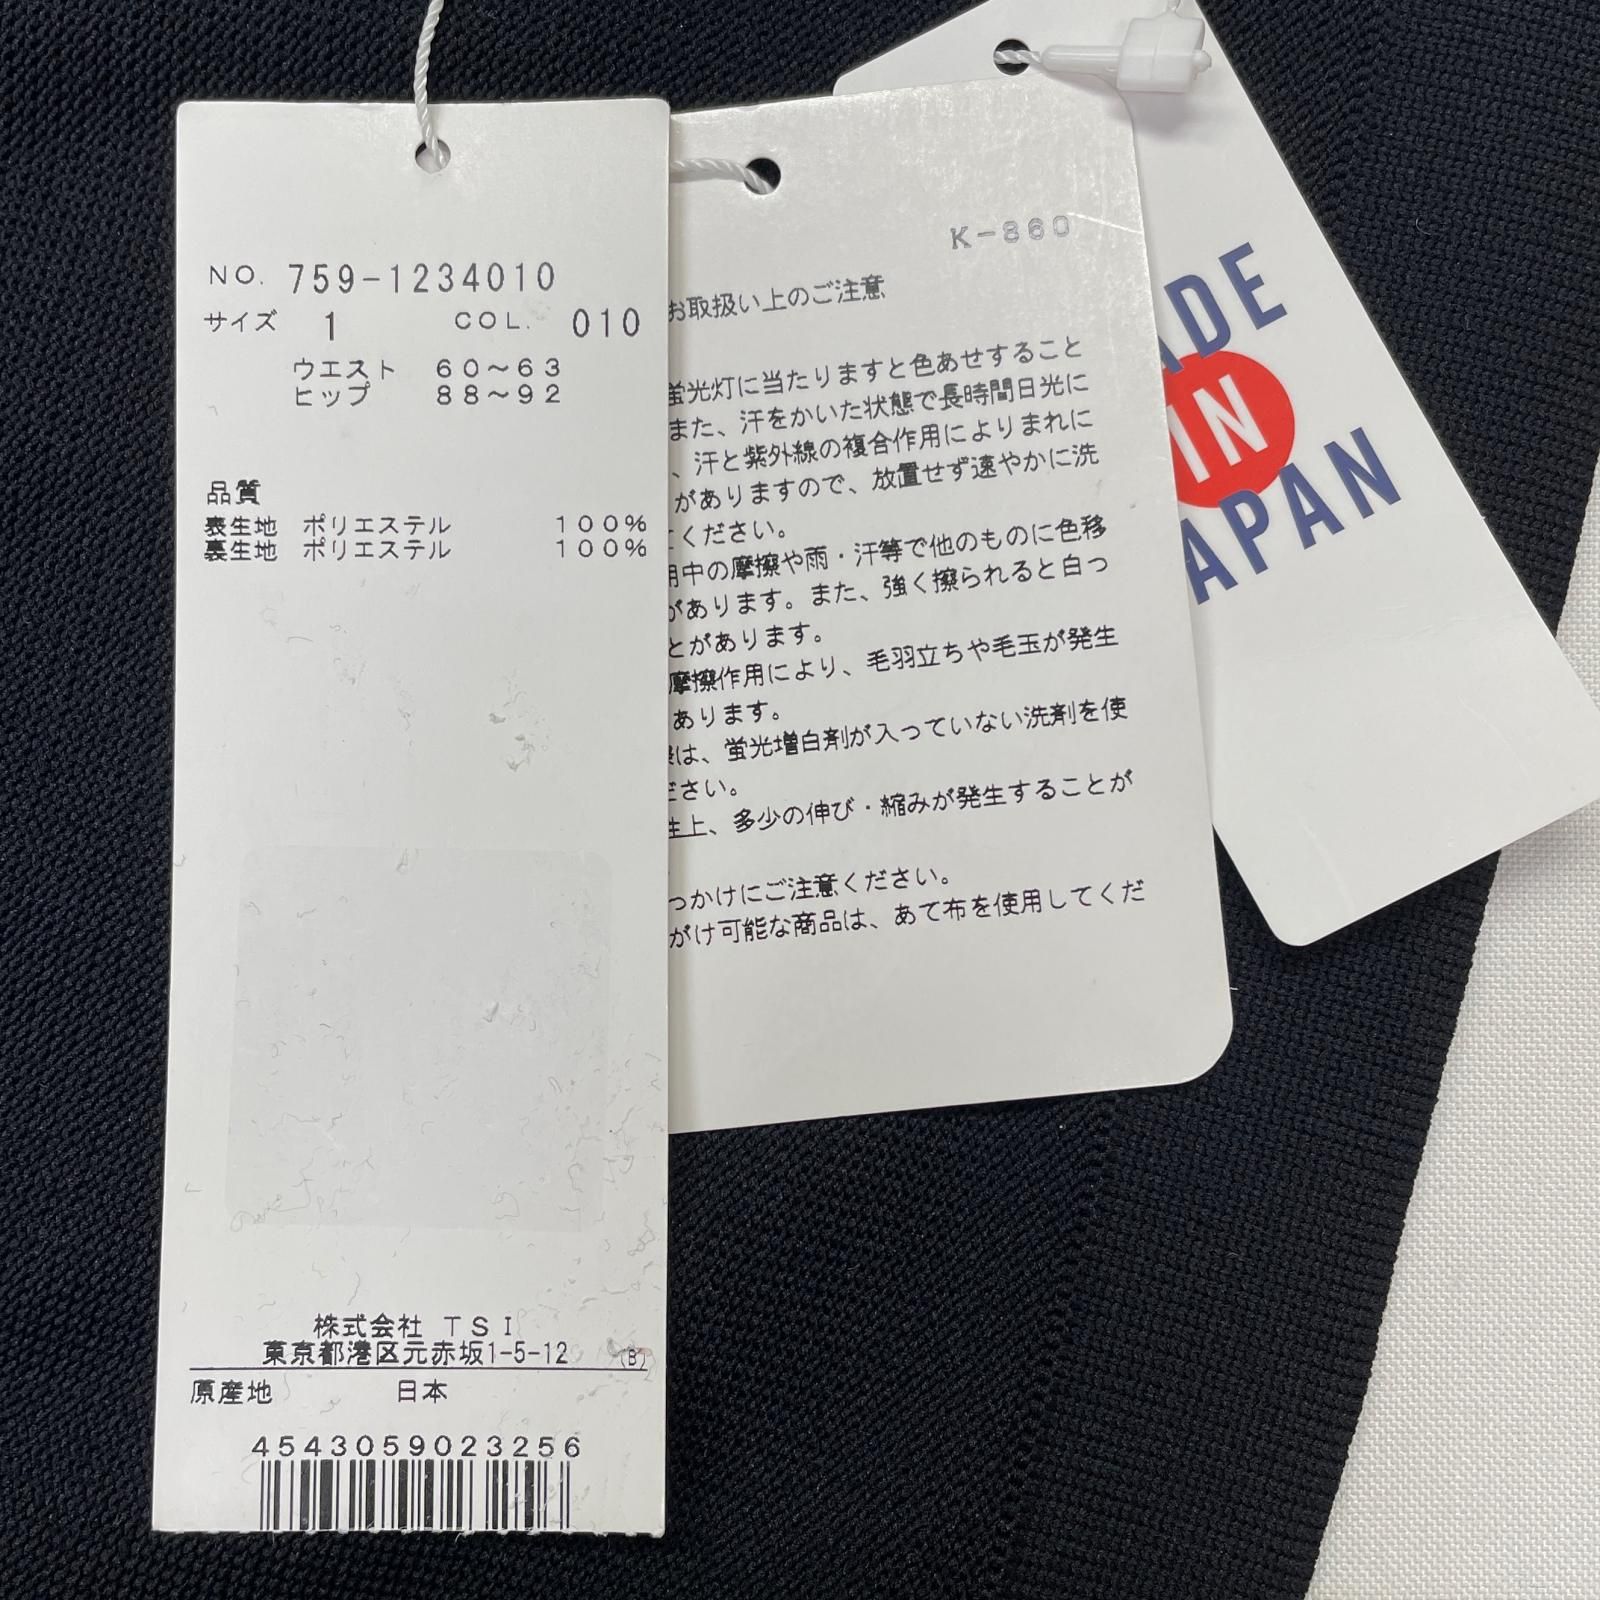 NO. 759-1234010
サイズ 1 COL. 010
ウエスト 60～63
ヒップ 88～92
品質
表生地 ポリエステル 100%
裏生地 ポリエステル 100%
株式会社 TSI
東京都港区元赤坂1-5-12 (B)
原産地 日本
4543059023256
K-860
お取扱い上のご注意
蛍光灯に当たりますと色あせすること
また、汗をかいた状態で長時間日光に
、汗と紫外線の複合作用によりまれに
がありますので、放置せず速やかに洗
ください。
用中の摩擦や雨・汗等で他のものに色移
があります。また、強く擦られると白っ
とがあります。
摩擦作用により、毛羽立ちや毛玉が発生
あります。
は、蛍光増白剤が入っていない洗剤を使
ださい。
生上、多少の伸び・縮みが発生することが
っかけにご注意ください。
がけ可能な商品は、あて布を使用してくだ
ADE
IN
APAN